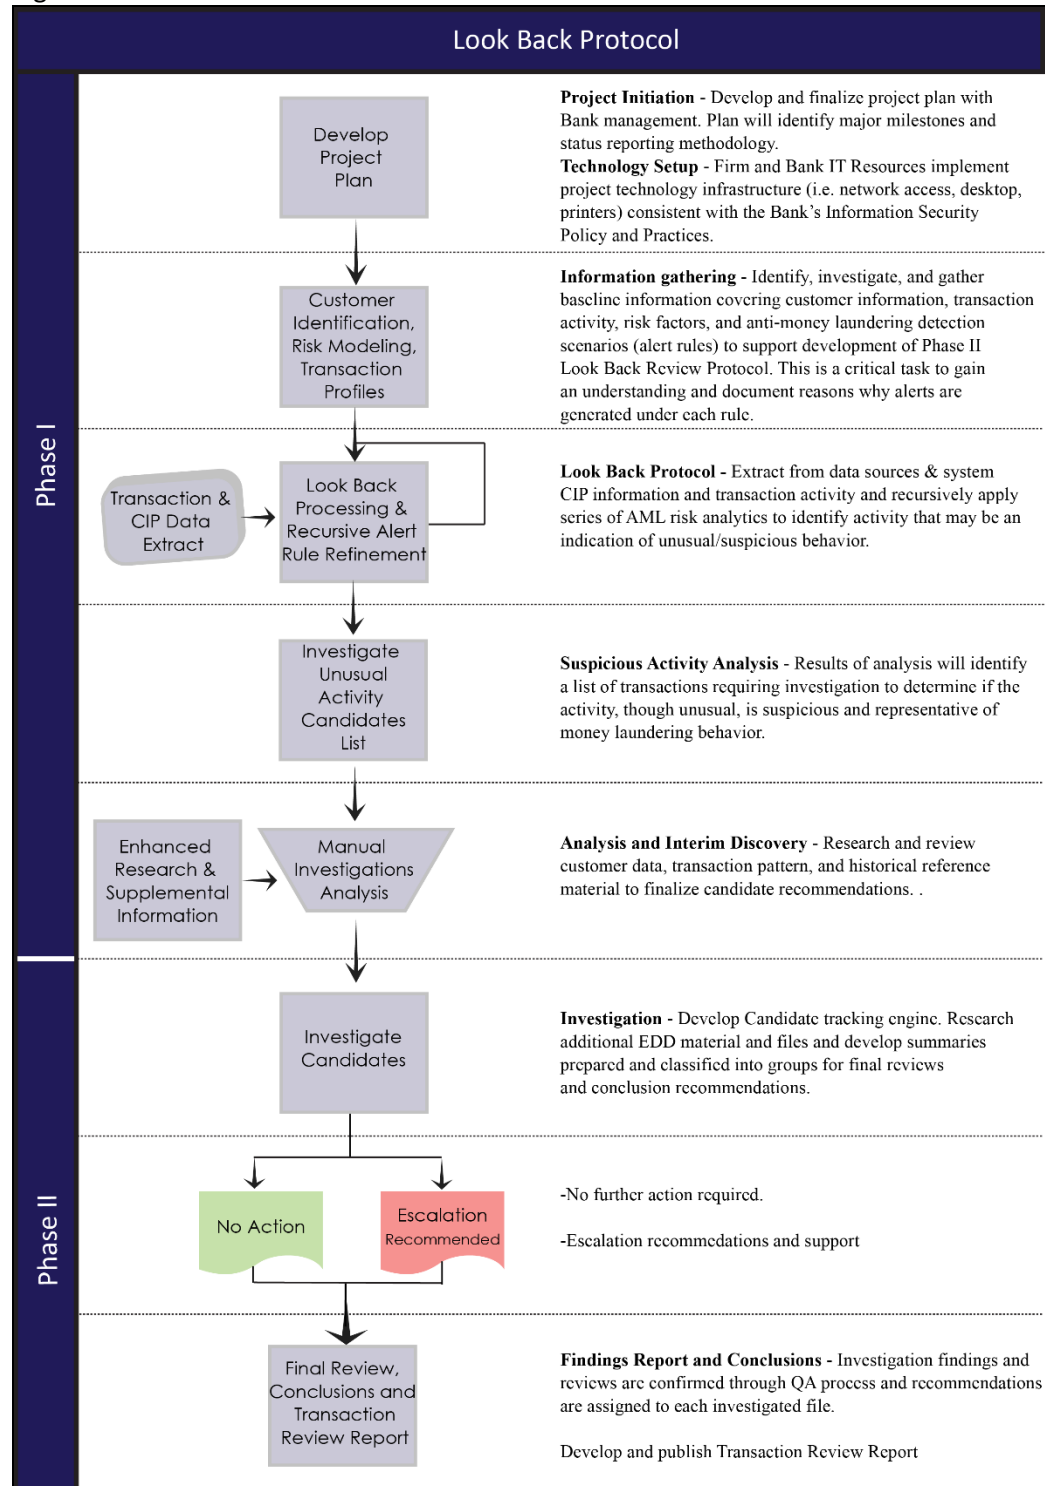 Look Back Protocol
Phase I
Develop
Project
Plan
Project Initiation - Develop and finalize project plan with
Bank management. Plan will identify major milestones and
status reporting methodology.
Technology Setup - Firm and Bank IT Resources implement
project technology infrastructure (i.e. network access, desktop,
printers) consistent with the Bank's Information Security
Policy and Practices.
Customer
Identification,
Risk Modeling,
Transaction
Profiles
Information gathering - Identify, investigate, and gather
baseline information covering customer information, transaction
activity, risk factors, and anti-money laundering detection
scenarios (alert rules) to support development of Phase II
Look Back Review Protocol. This is a critical task to gain
an understanding and document reasons why alerts are
generated under each rule.
Transaction &
CIP Data
Extract
Look Back
Processing &
Recursive Alert
Rule Refinement
Look Back Protocol - Extract from data sources & system
CIP information and transaction activity and recursively apply
series of AML risk analytics to identify activity that may be an
indication of unusual/suspicious behavior.
Investigate
Unusual
Activity
Candidates
List
Suspicious Activity Analysis - Results of analysis will identify
a list of transactions requiring investigation to determine if the
activity, though unusual, is suspicious and representative of
money laundering behavior.
Enhanced
Research &
Supplemental
Information
Manual
Investigations
Analysis
Analysis and Interim Discovery - Research and review
customer data, transaction pattern, and historical reference
material to finalize candidate recommendations. .
Phase II
Investigate
Candidates
Investigation - Develop Candidate tracking engine. Research
additional EDD material and files and develop summaries
prepared and classified into groups for final reviews
and conclusion recommendations.
No Action
Escalation
Recommended
-No further action required.
-Escalation recommedations and support
Final Review,
Conclusions and
Transaction
Review Report
Findings Report and Conclusions - Investigation findings and
reviews are confirmed through QA process and recommendations
are assigned to each investigated file.
Develop and publish Transaction Review Report